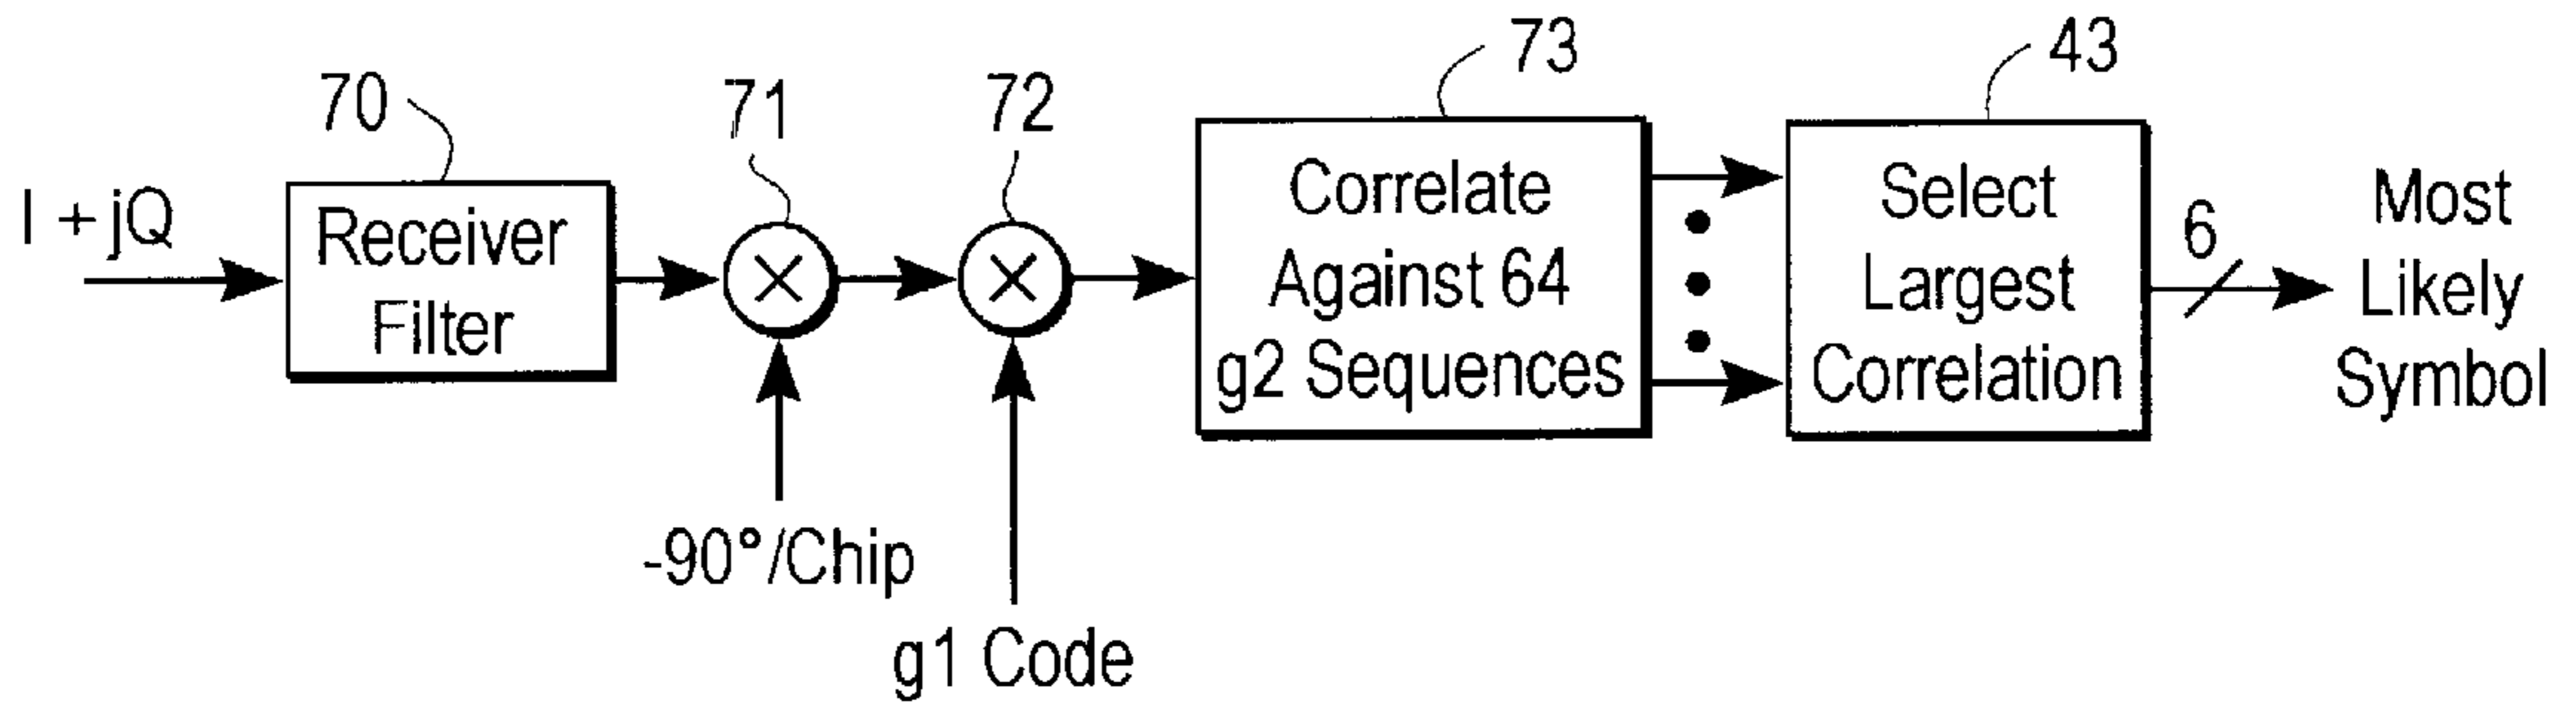 70
71
72
73
43
I + jQ
Receiver
Filter
Correlate
Against 64
g2 Sequences
Select
Largest
Correlation
6
Most
Likely
Symbol
-90°/Chip
g1 Code